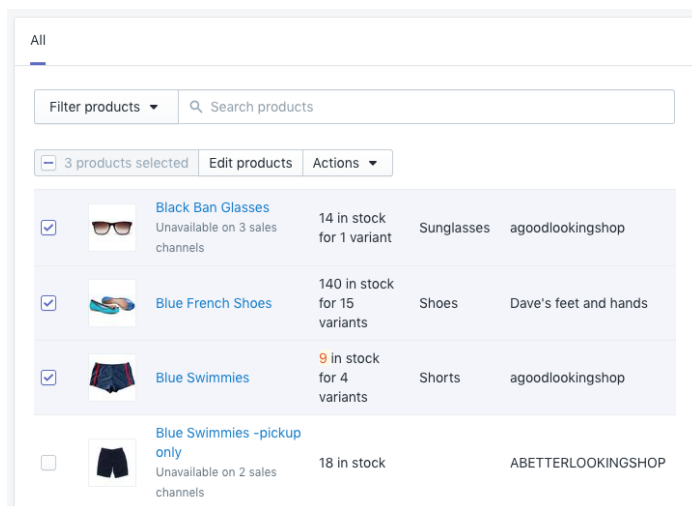 All
Filter products
Search products
3 products selected
Edit products
Actions
Black Ban Glasses
Unavailable on 3 sales
channels
14 in stock
for 1 variant
Sunglasses
agoodlookingshop
Blue French Shoes
140 in stock
for 15
variants
Shoes
Dave's feet and hands
Blue Swimmies
9 in stock
for 4
variants
Shorts
agoodlookingshop
Blue Swimmies -pickup
only
Unavailable on 2 sales
channels
18 in stock
ABETTERLOOKINGSHOP